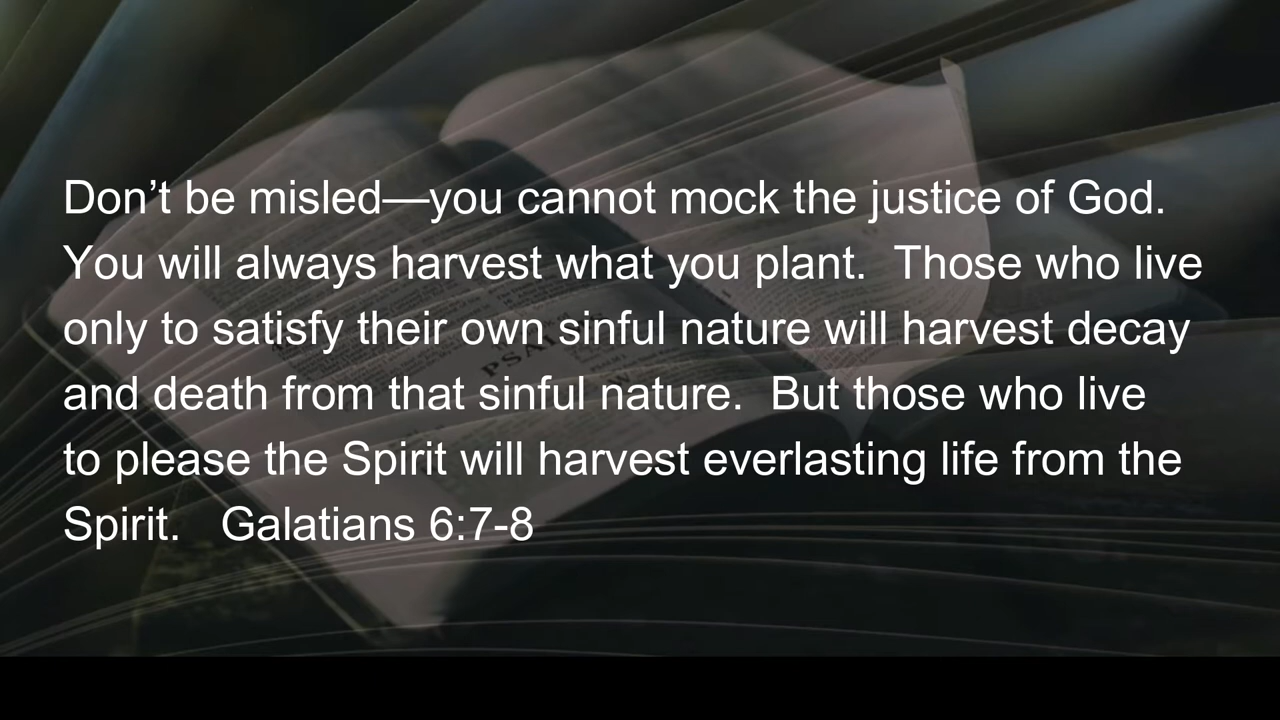 Don’t be misled—you cannot mock the justice of God.
You will always harvest what you plant.  Those who live
only to satisfy their own sinful nature will harvest decay
and death from that sinful nature.  But those who live
to please the Spirit will harvest everlasting life from the
Spirit.   Galatians 6:7-8
PSALM